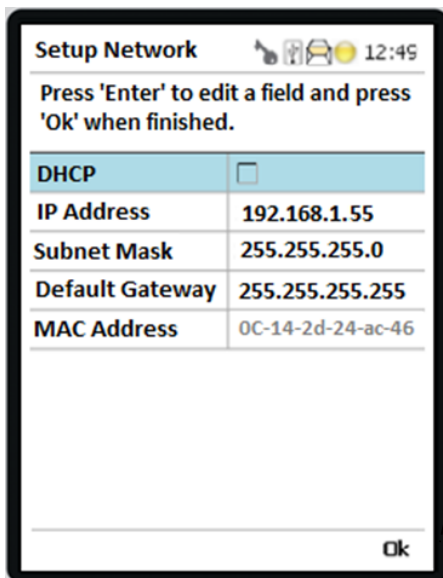 Setup Network 12:49
Press 'Enter' to edit a field and press
'Ok' when finished.
DHCP
IP Address 192.168.1.55
Subnet Mask 255.255.255.0
Default Gateway 255.255.255.255
MAC Address 0C-14-2d-24-ac-46
Ok